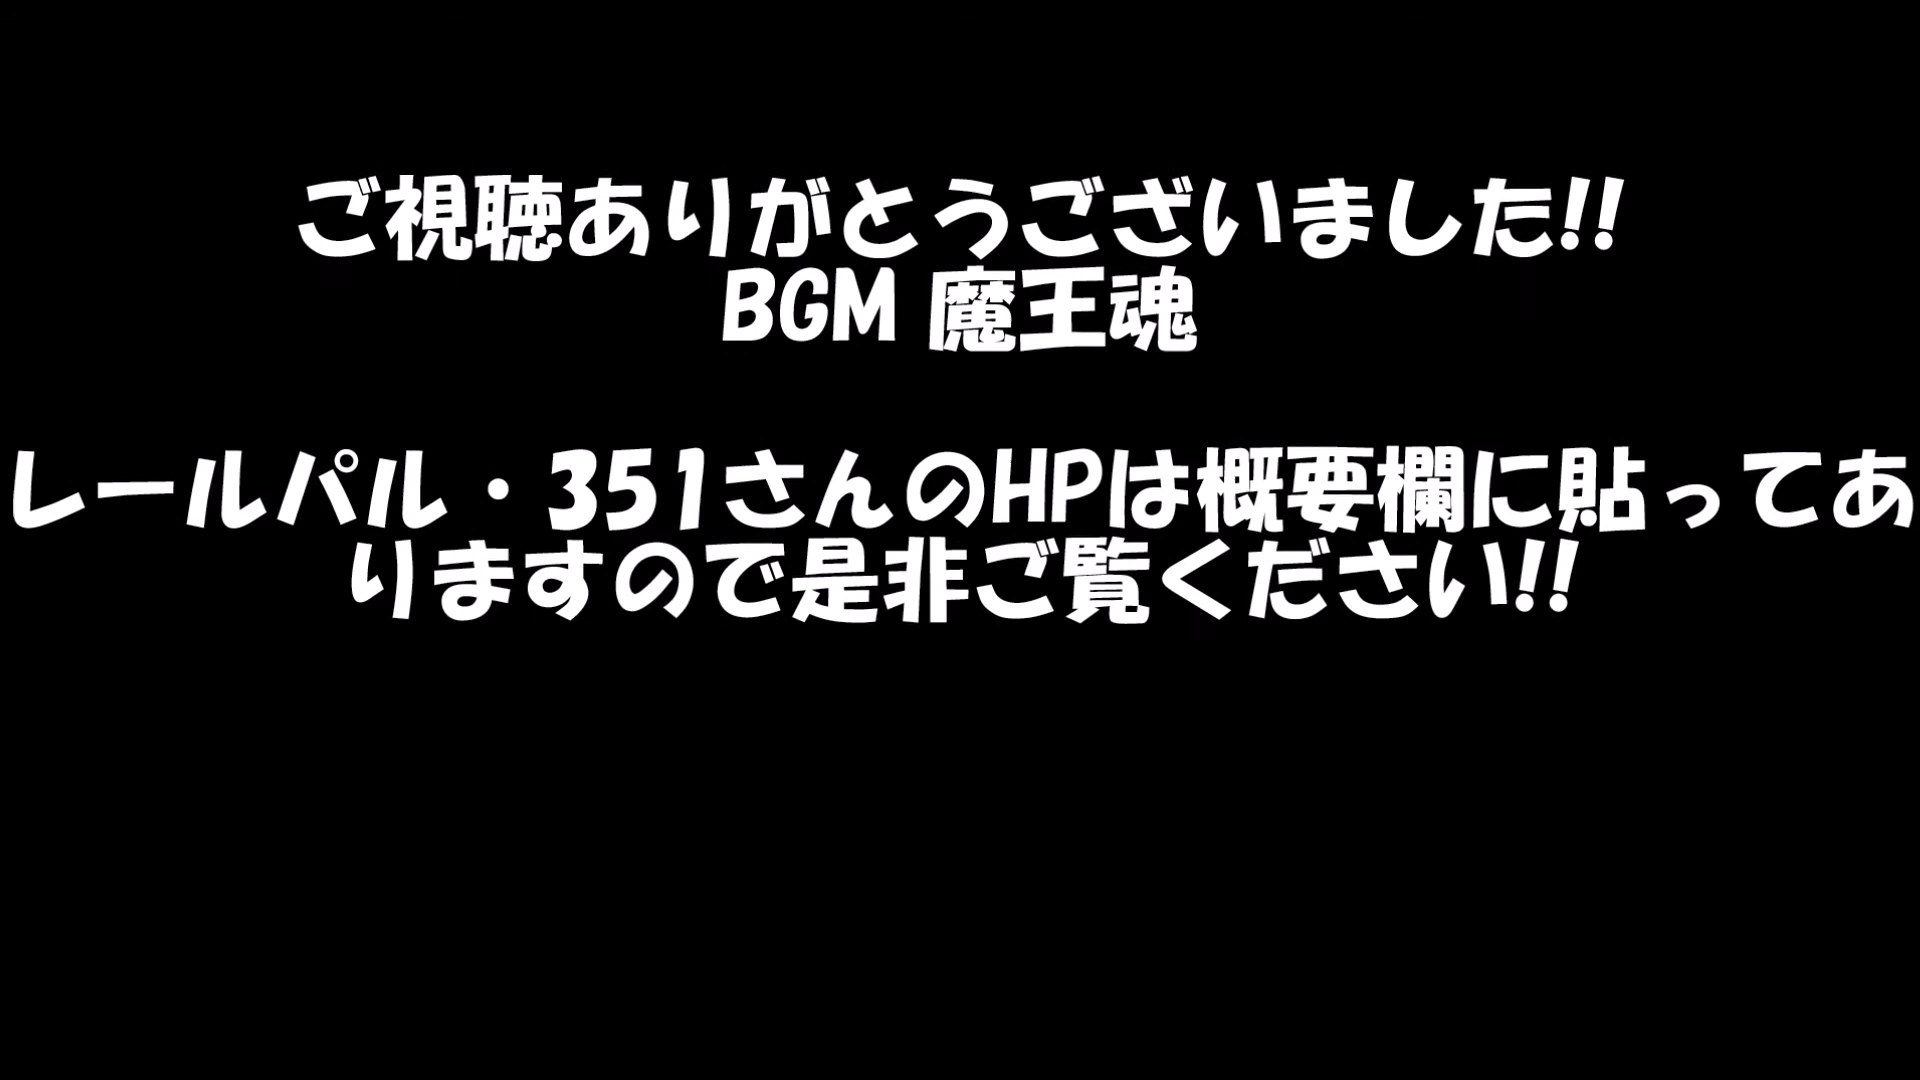 ご視聴ありがとうございました!!
BGM 魔王魂
レールパル・351さんのHPは概要欄に貼ってあ
りますので是非ご覧ください!!